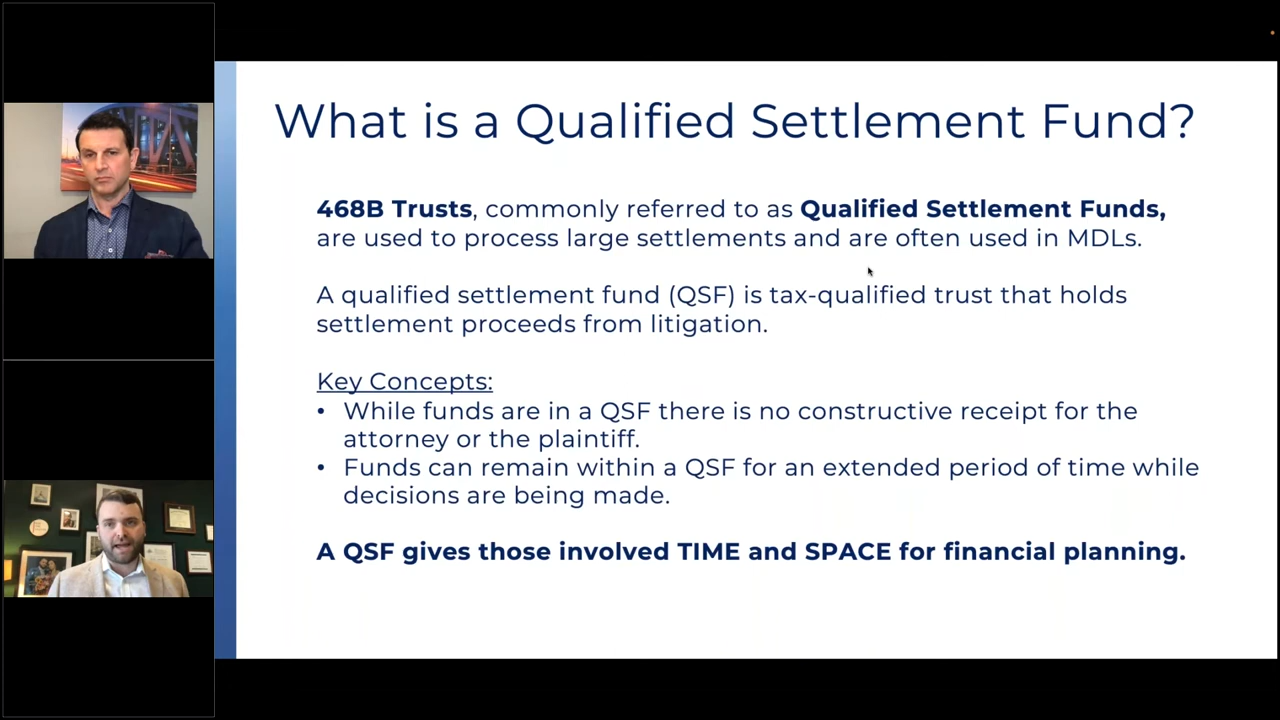 What is a Qualified Settlement Fund?
468B Trusts, commonly referred to as Qualified Settlement Funds,
are used to process large settlements and are often used in MDLs.
A qualified settlement fund (QSF) is tax-qualified trust that holds
settlement proceeds from litigation.
Key Concepts:
• While funds are in a QSF there is no constructive receipt for the
attorney or the plaintiff.
• Funds can remain within a QSF for an extended period of time while
decisions are being made.
A QSF gives those involved TIME and SPACE for financial planning.